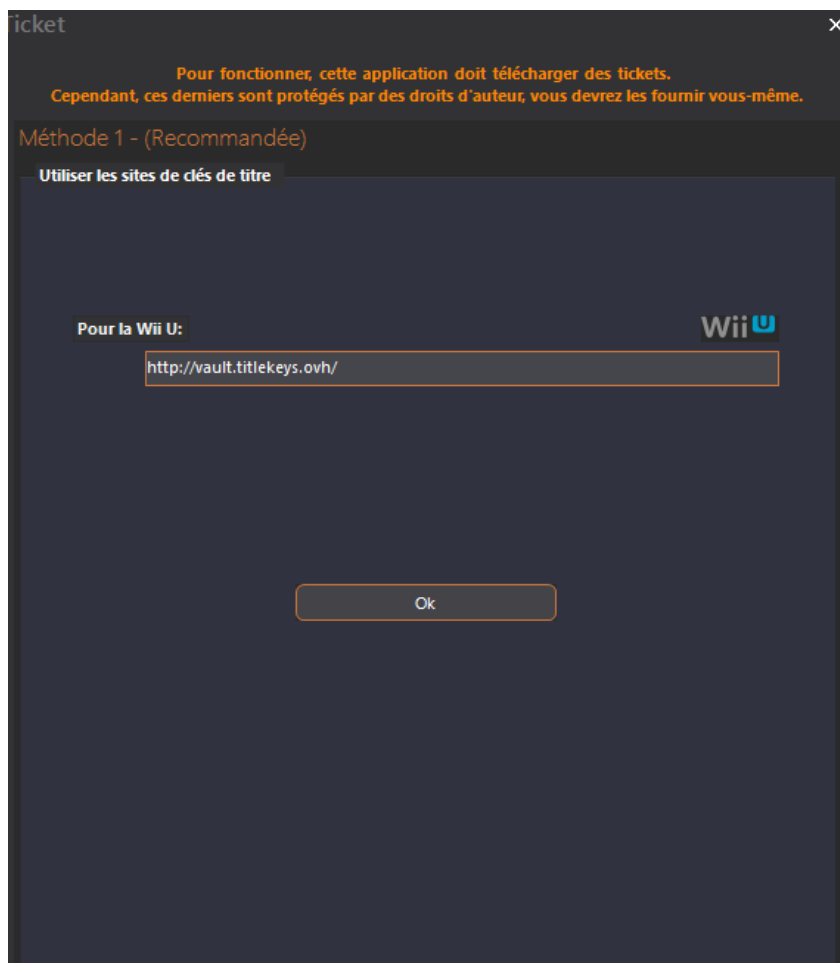 Ticket
Pour fonctionner, cette application doit télécharger des tickets.
Cependant, ces derniers sont protégés par des droits d'auteur, vous devrez les fournir vous-même.
Méthode 1 - (Recommandée)
Utiliser les sites de clés de titre
Pour la Wii U:
Wii U
http://vault.titlekeys.ovh/
Ok